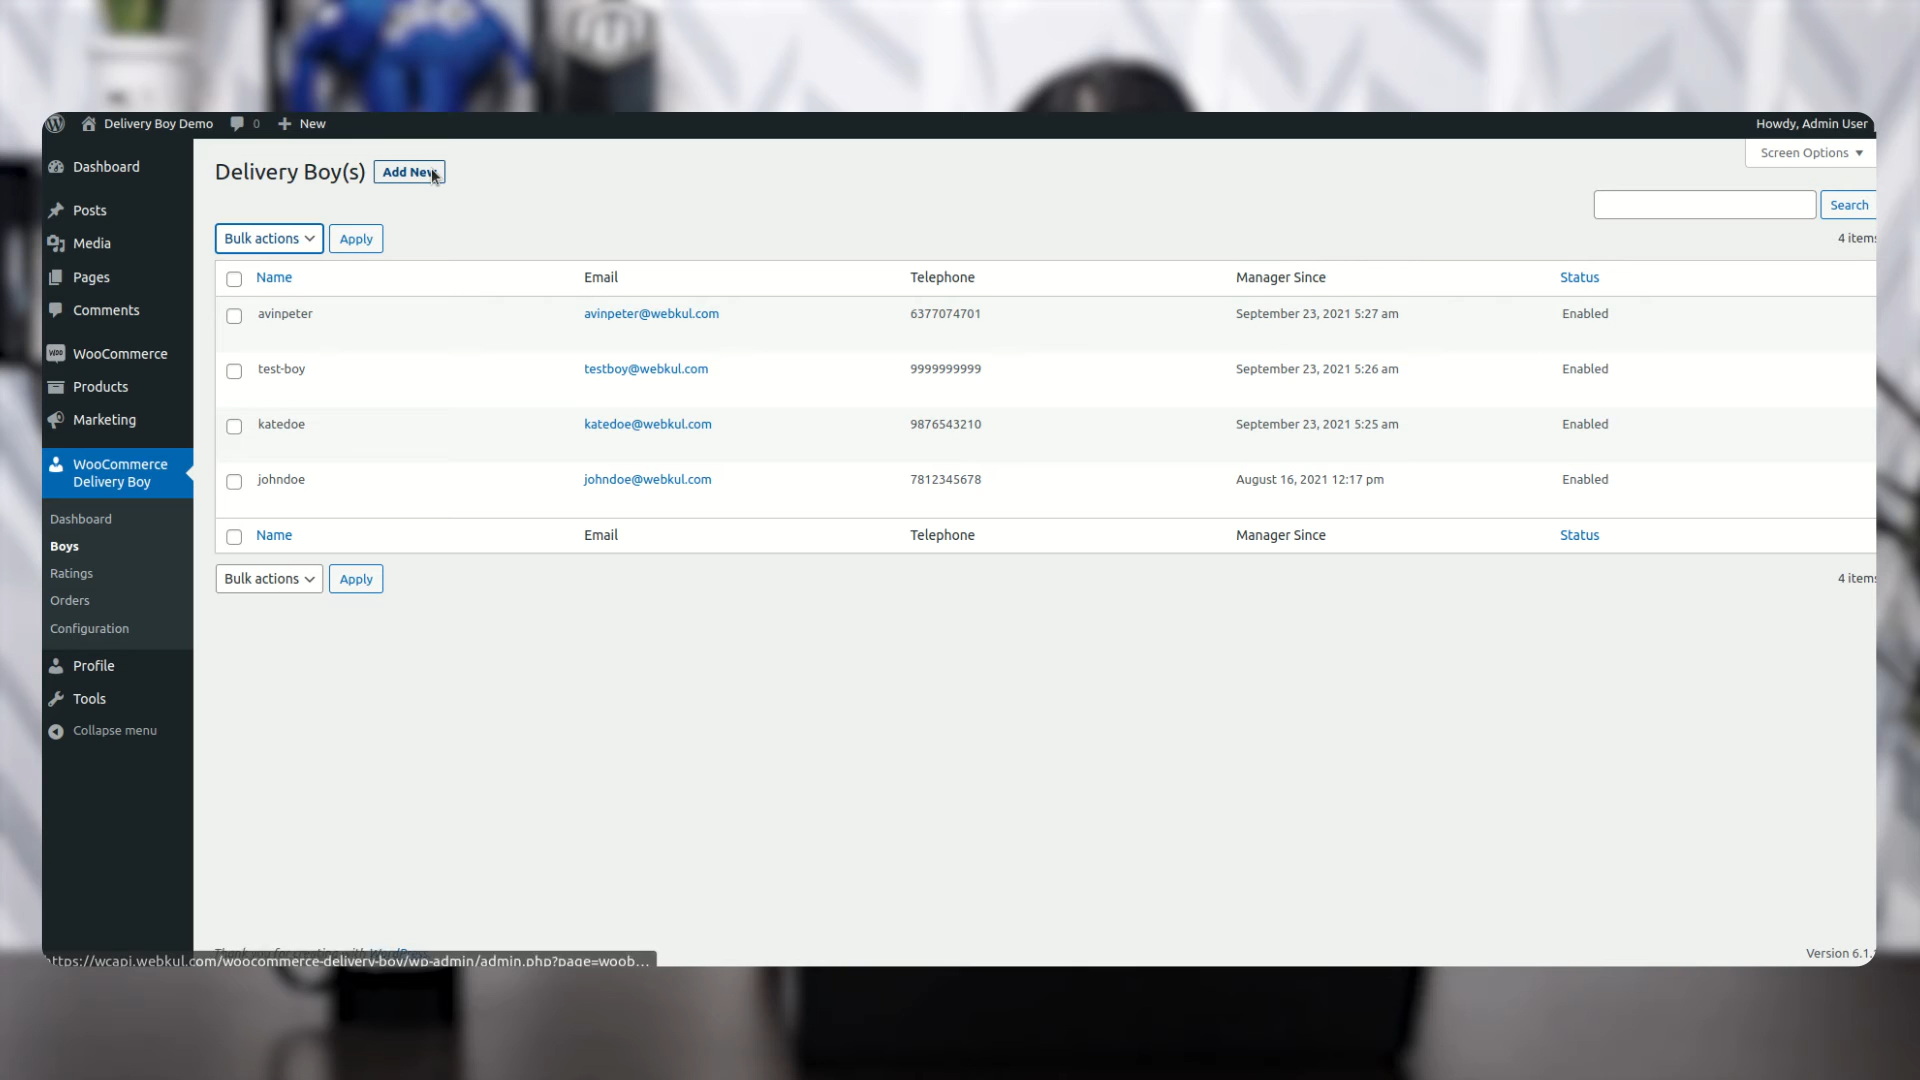 Delivery Boy Demo 0 New Howdy, Admin User
Screen Options
Dashboard
Posts
Media
Pages
Comments
WooCommerce
Products
Marketing
WooCommerce
Delivery Boy
Dashboard
Boys
Ratings
Orders
Configuration
Profile
Tools
Collapse menu
Delivery Boy(s) Add New
Search
Bulk actions Apply 4 items
Name Email Telephone Manager Since Status
avinpeter avinpeter@webkul.com 6377074701 September 23, 2021 5:27 am Enabled
test-boy testboy@webkul.com 9999999999 September 23, 2021 5:26 am Enabled
katedoe katedoe@webkul.com 9876543210 September 23, 2021 5:25 am Enabled
johndoe johndoe@webkul.com 7812345678 August 16, 2021 12:17 pm Enabled
Name Email Telephone Manager Since Status
Bulk actions Apply 4 items
Thank you for creating with WordPress.
Version 6.1.
https://wcapi.webkul.com/woocommerce-delivery-boy/wp-admin/admin.php?page=woob...